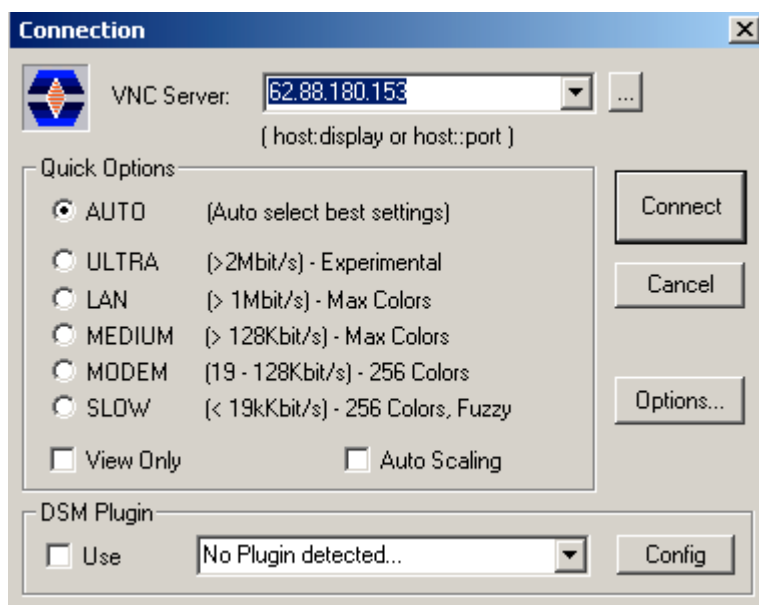 Connection
VNC Server: 62.88.180.153 ...
( host:display or host::port )
Quick Options
AUTO (Auto select best settings)
ULTRA (>2Mbit/s) - Experimental
LAN (> 1Mbit/s) - Max Colors
MEDIUM (> 128Kbit/s) - Max Colors
MODEM (19 - 128Kbit/s) - 256 Colors
SLOW (< 19kKbit/s) - 256 Colors, Fuzzy
View Only Auto Scaling
Connect
Cancel
Options...
DSM Plugin
Use No Plugin detected... Config